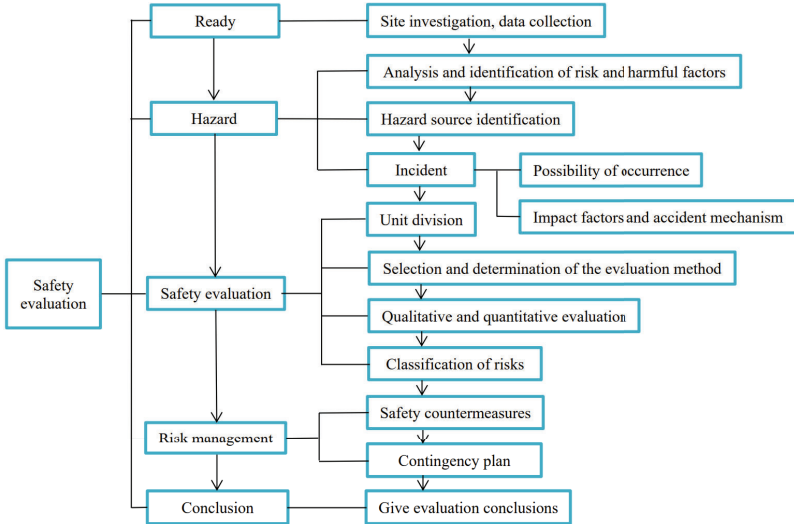 Ready
Site investigation, data collection
Analysis and identification of risk and harmful factors
Hazard
Hazard source identification
Incident
Possibility of occurrence
Impact factors and accident mechanism
Unit division
Safety
evaluation
Safety evaluation
Selection and determination of the evaluation method
Qualitative and quantitative evaluation
Classification of risks
Safety countermeasures
Risk management
Contingency plan
Conclusion
Give evaluation conclusions